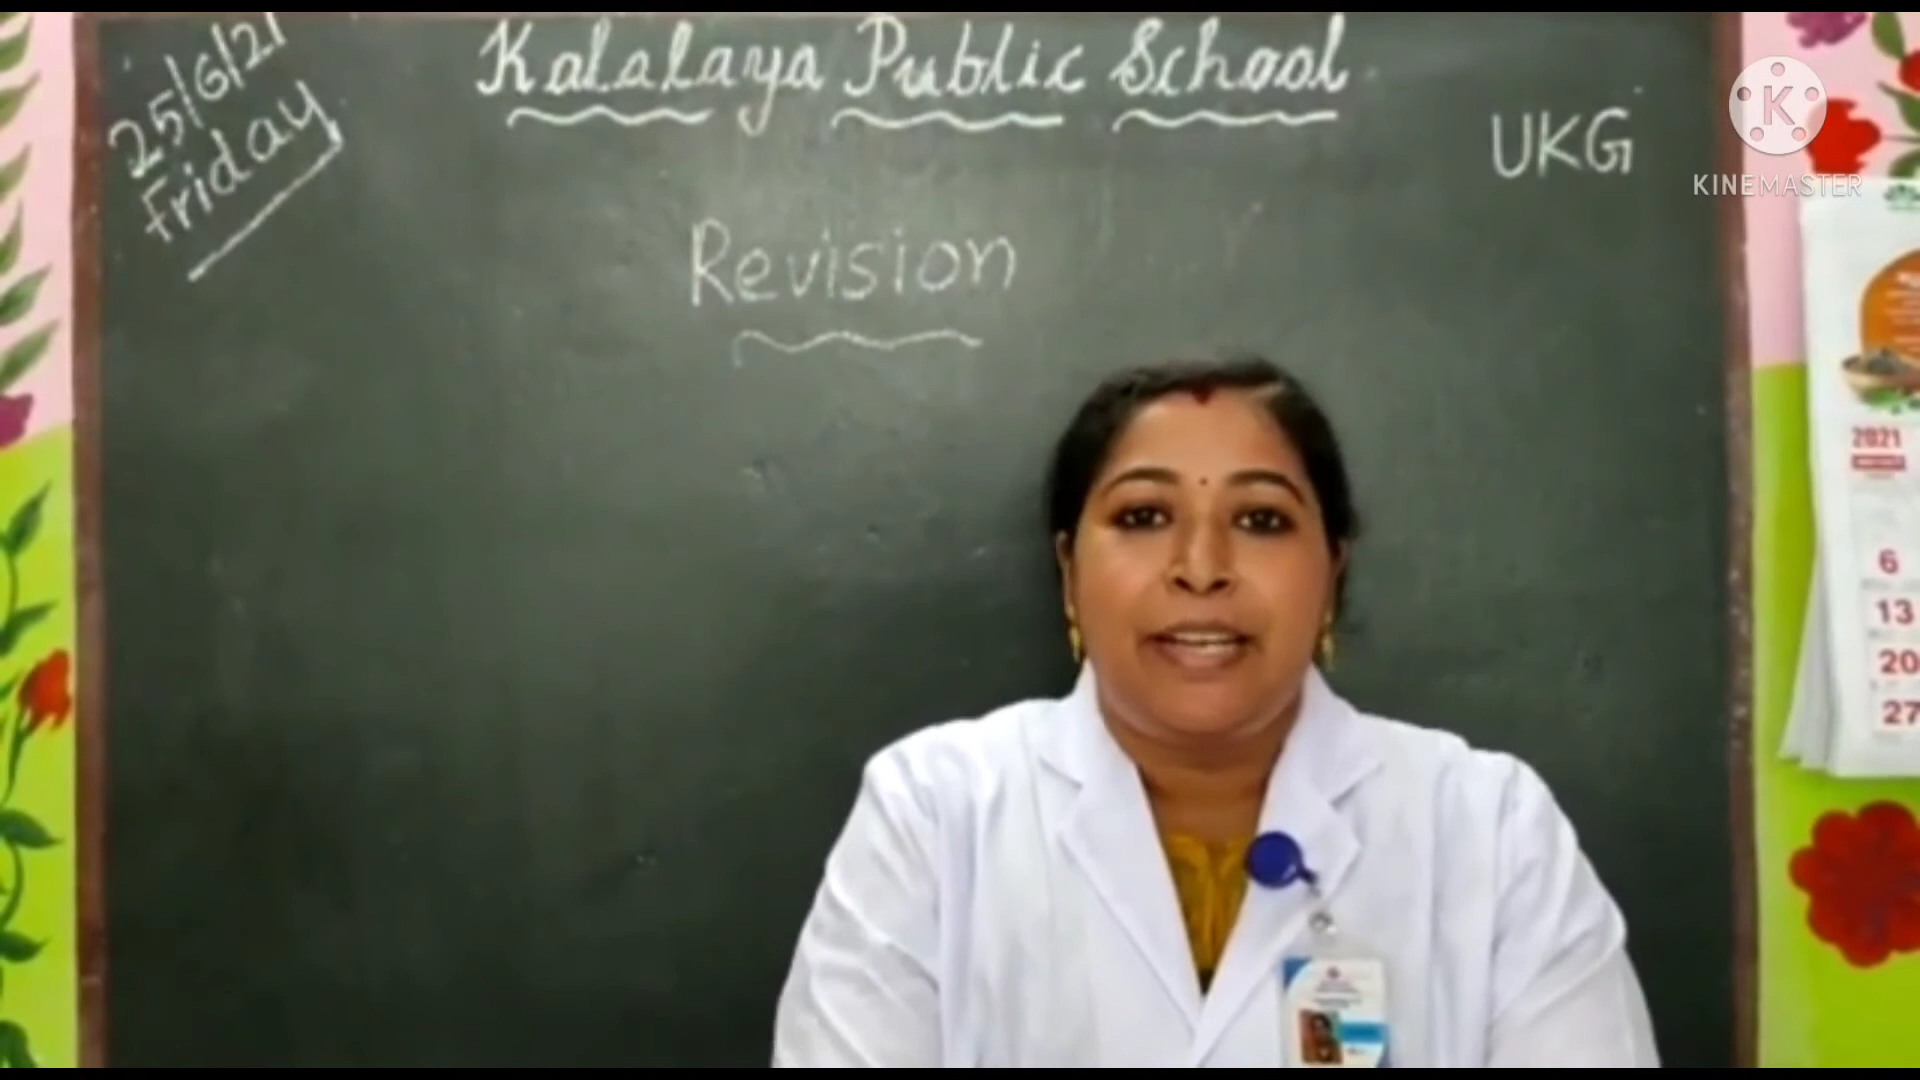 25/6/21
Friday
Kalalaya Public School
UKG
Revision
K
KINEMASTER
2021
6
13
20
27